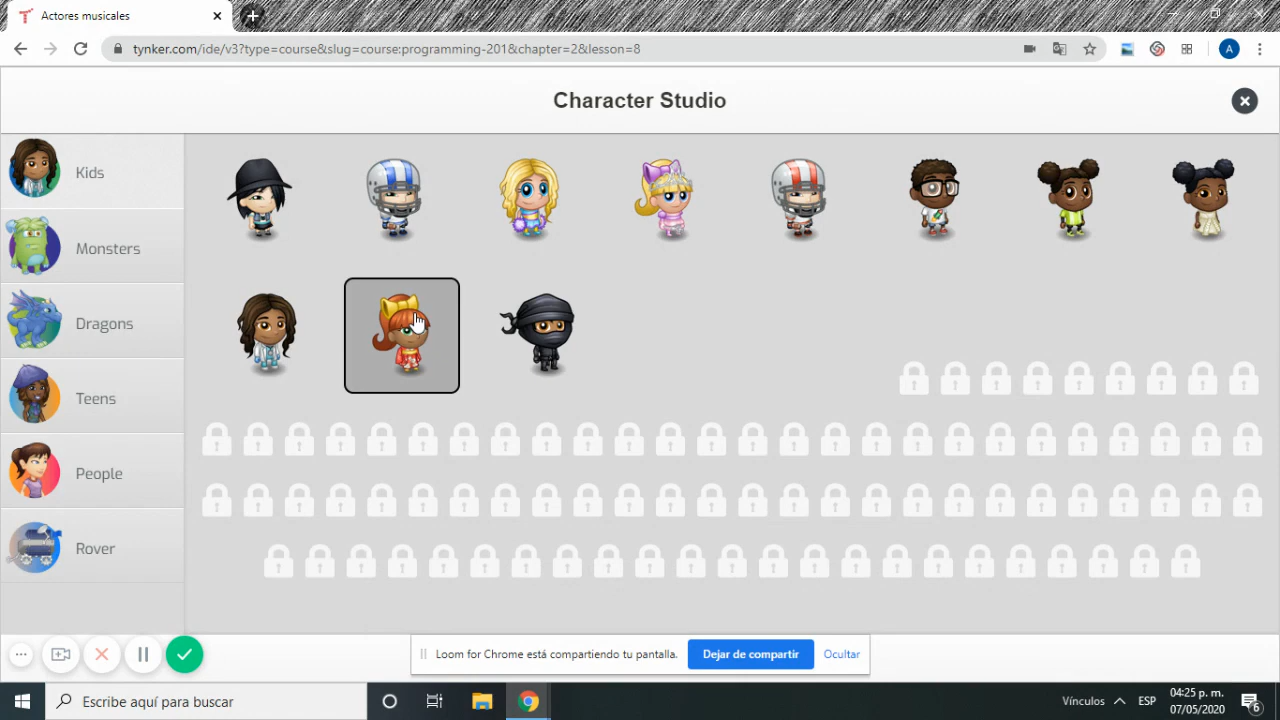 Actores musicales
tynker.com/ide/v3?type=course&slug=course:programming-201&chapter=2&lesson=8
A
Character Studio
Kids
Monsters
Dragons
Teens
People
Rover
Loom for Chrome está compartiendo tu pantalla.
Dejar de compartir
Ocultar
Escribe aquí para buscar
Vínculos
ESP
04:25 p. m.
07/05/2020
6